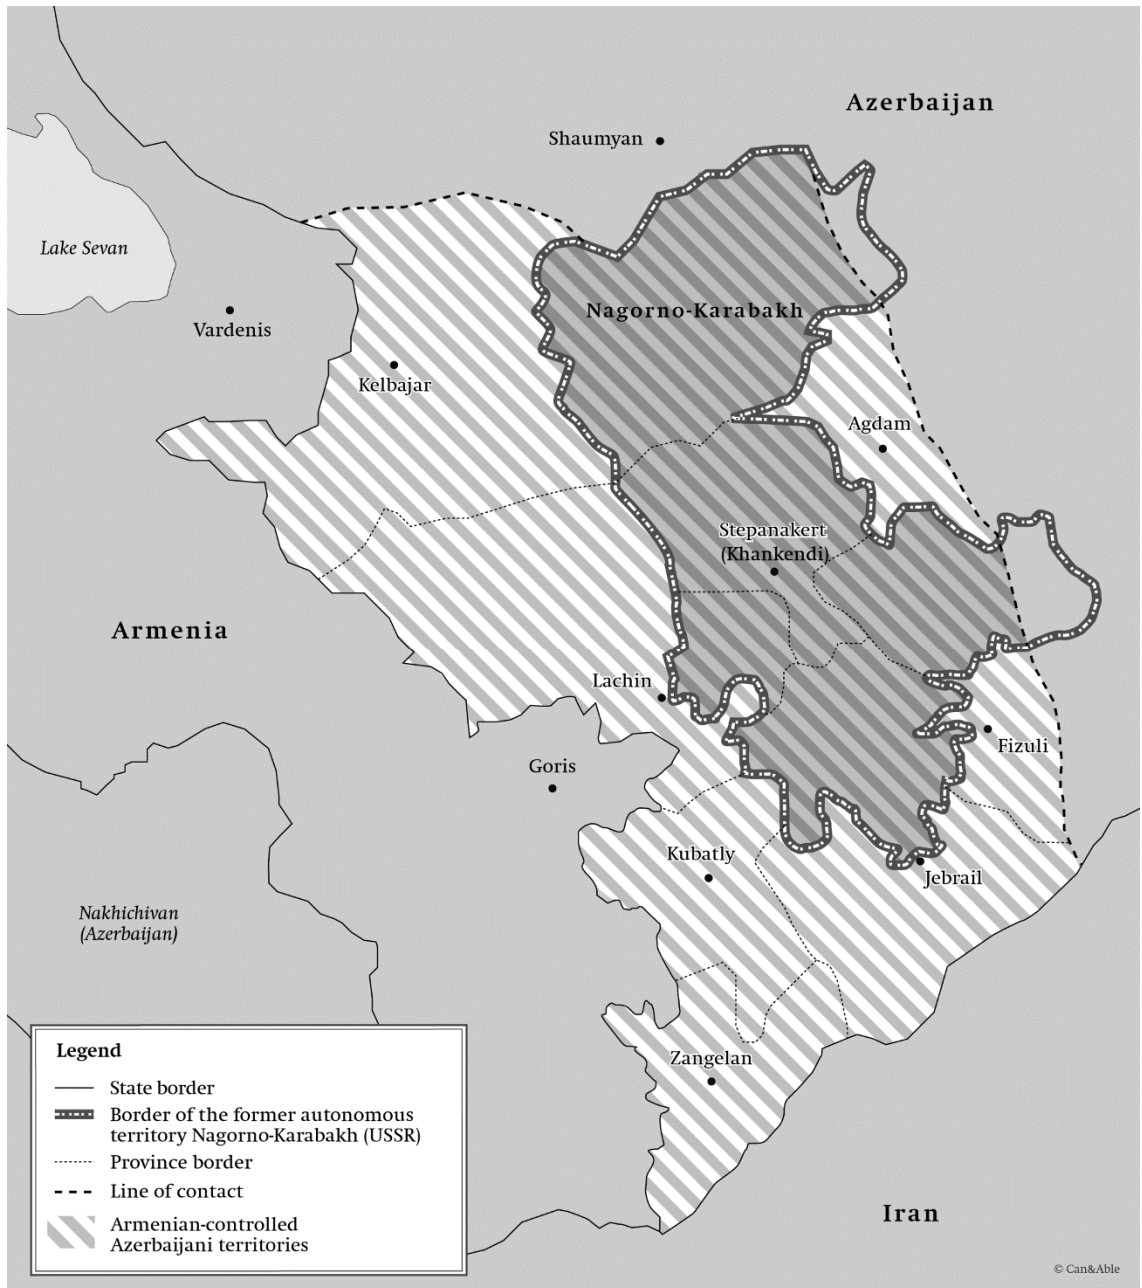 Azerbaijan
Shaumyan
Lake Sevan
Nagorno-Karabakh
Vardenis
Kelbajar
Agdam
Stepanakert
(Khankendi)
Armenia
Lachin
Fizuli
Goris
Kubatly
Jebrail
Nakhichivan
(Azerbaijan)
Zangelan
Legend
State border
Border of the former autonomous
territory Nagorno-Karabakh (USSR)
Province border
Line of contact
Armenian-controlled
Azerbaijani territories
Iran
© Can&Able